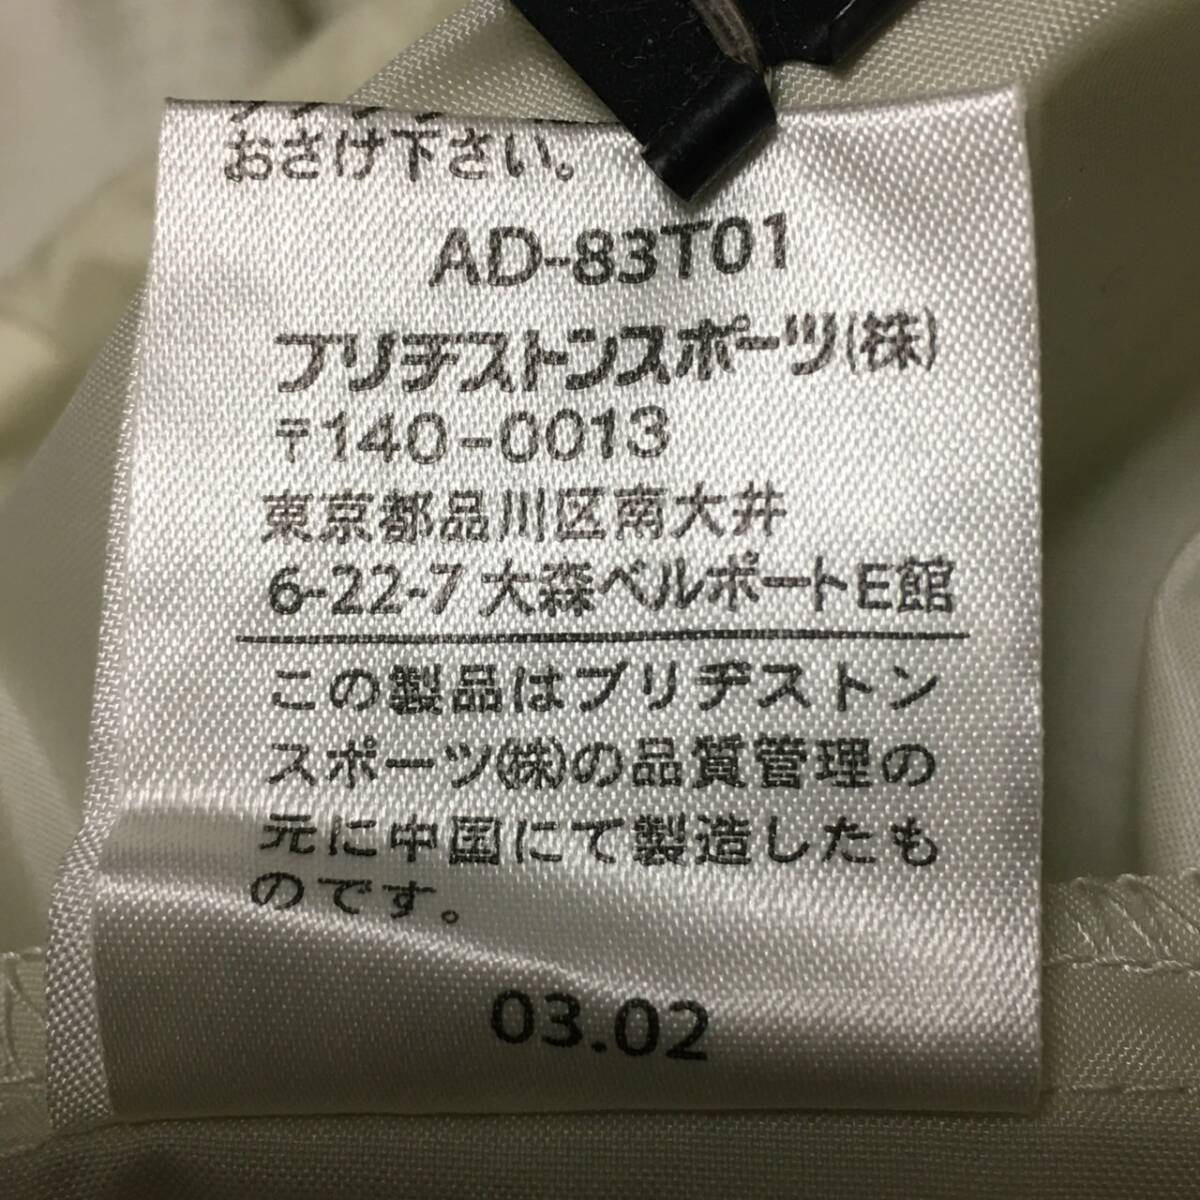 おさけ下さい。
AD-83T01
ブリヂストンスポーツ(株)
〒140-0013
東京都品川区南大井
6-22-7 大森ベルポートE館
この製品はブリヂストン
スポーツ(株)の品質管理の
元に中国にて製造したも
のです。
03.02